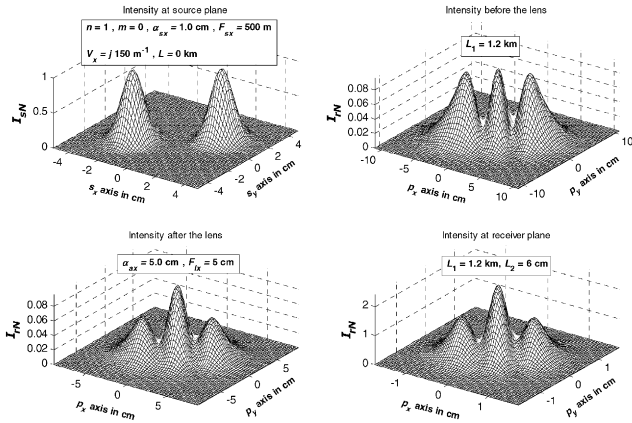 Intensity at source plane
n = 1 , m = 0 , α_sx = 1.0 cm , F_sx = 500 m
V_x = j 150 m^-1 , L = 0 km
I_sN
1
0.5
0
-4
-2
0
2
4
s_x axis in cm
-4
-2
0
2
4
s_y axis in cm
Intensity before the lens
L_1 = 1.2 km
I_rN
0.08
0.06
0.04
0.02
0
-10
-5
0
5
10
p_x axis in cm
-10
0
10
p_y axis in cm
Intensity after the lens
α_ax = 5.0 cm , F_lx = 5 cm
I_rN
0.08
0.06
0.04
0.02
0
-5
0
5
p_x axis in cm
-5
0
5
p_y axis in cm
Intensity at receiver plane
L_1 = 1.2 km, L_2 = 6 cm
I_rN
2
1
0
-1
0
1
p_x axis in cm
-1
0
1
p_y axis in cm